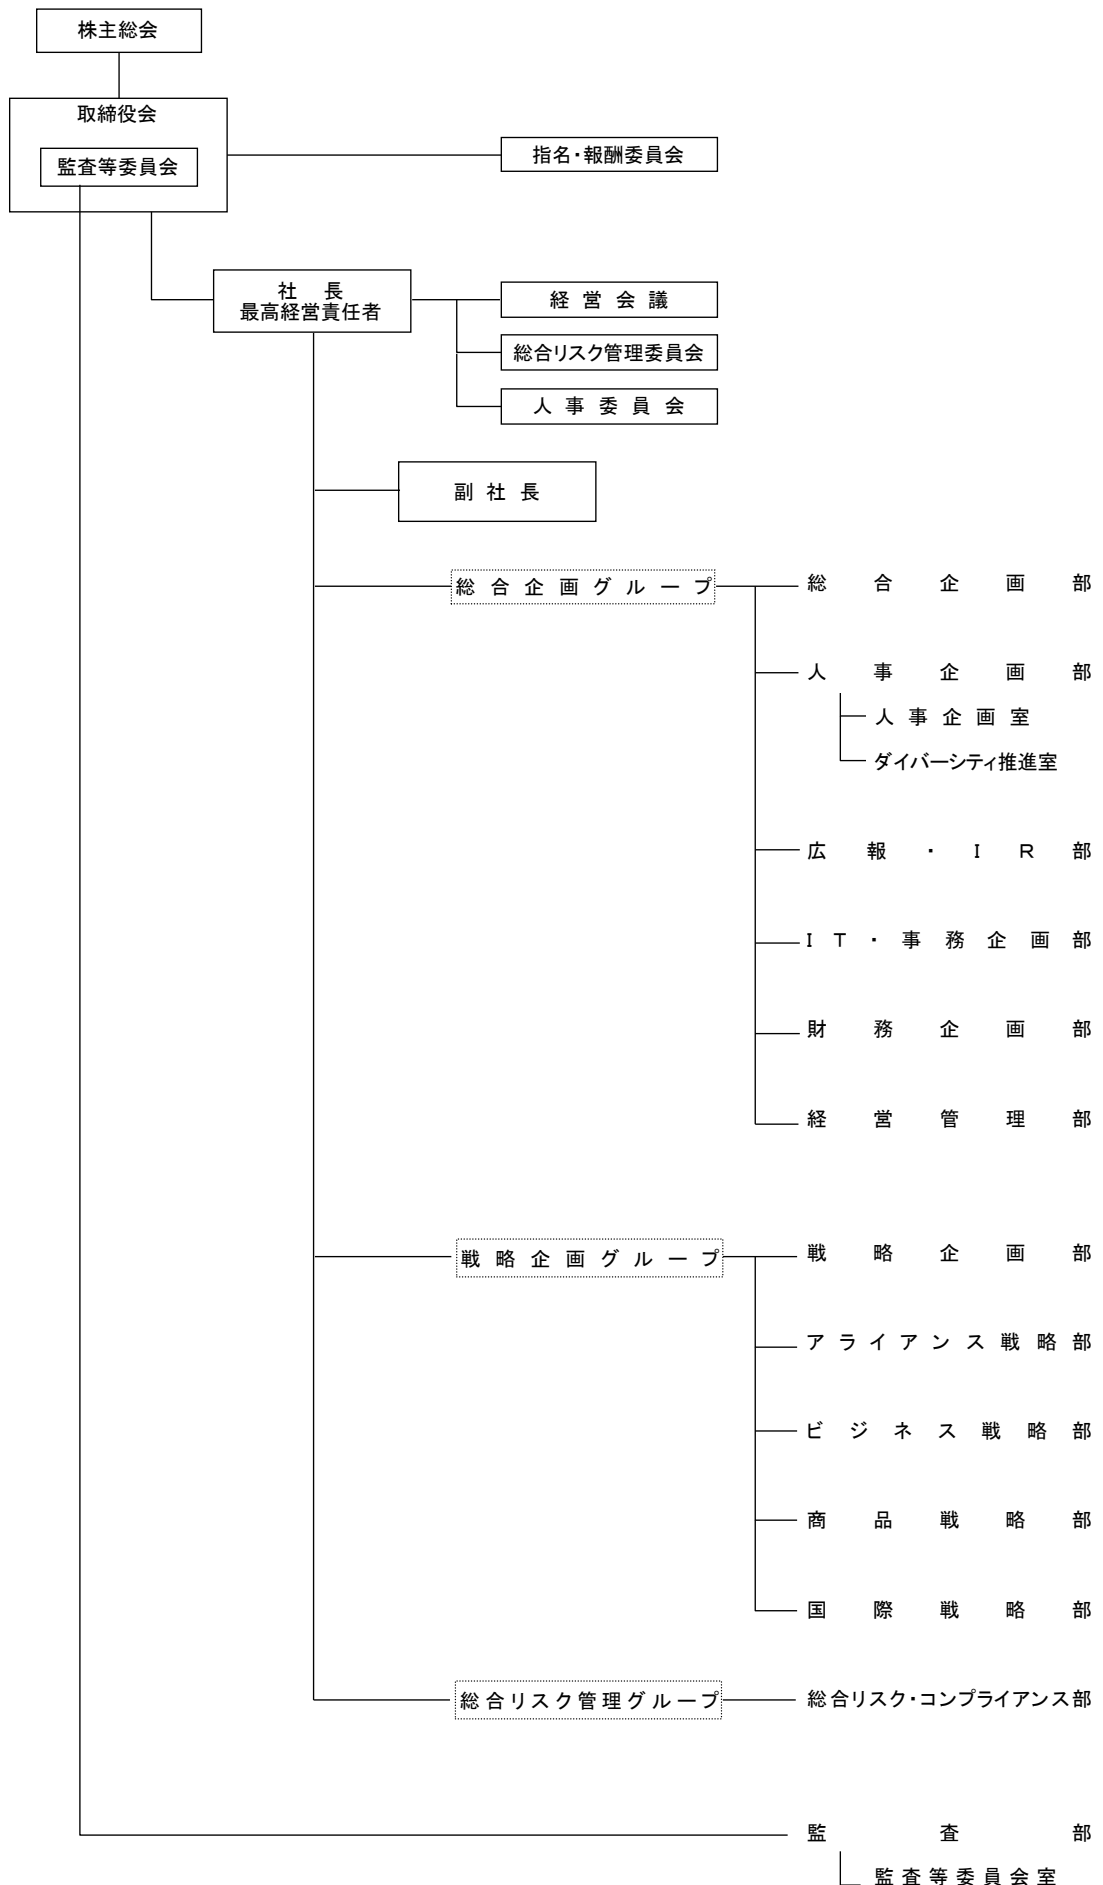 株主総会
取締役会
監査等委員会
指名・報酬委員会
社長
最高経営責任者
経営会議
総合リスク管理委員会
人事委員会
副社長
総合企画グループ
総合企画部
人事企画部
人事企画室
ダイバーシティ推進室
広報・IR部
IT・事務企画部
財務企画部
経営管理部
戦略企画グループ
戦略企画部
アライアンス戦略部
ビジネス戦略部
商品戦略部
国際戦略部
総合リスク管理グループ
総合リスク・コンプライアンス部
監査部
監査等委員会室